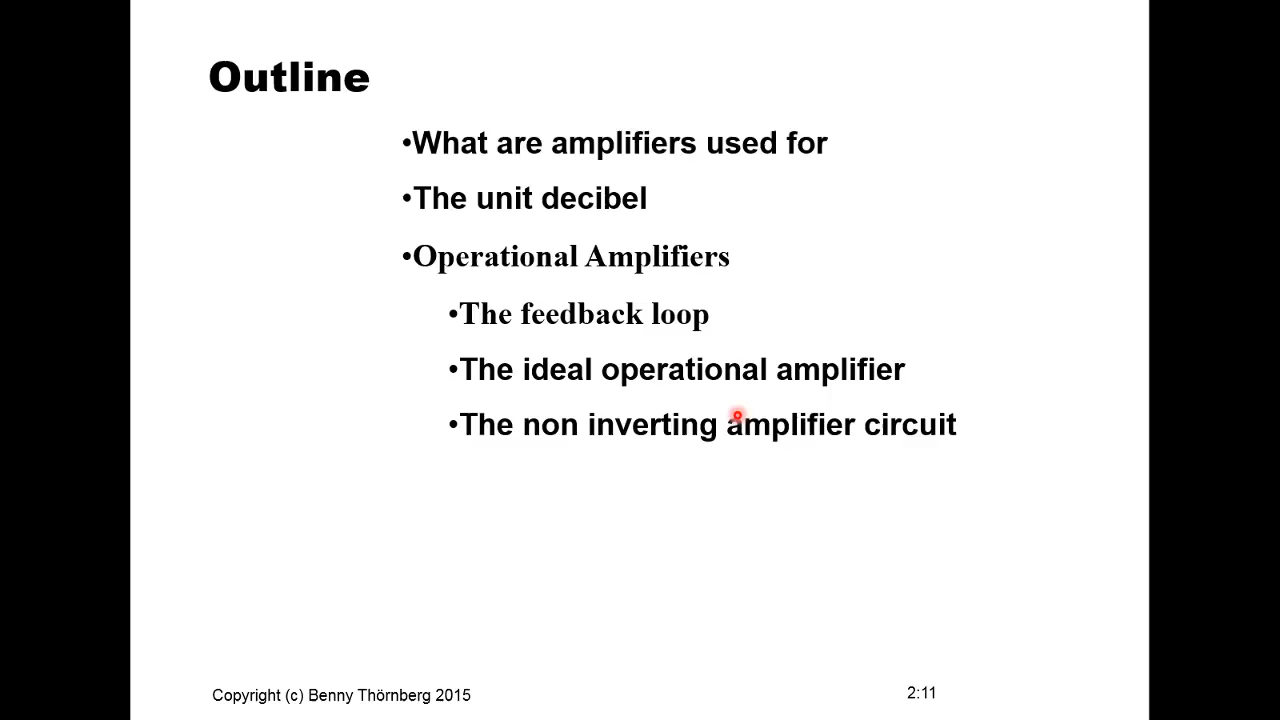 Outline
•What are amplifiers used for
•The unit decibel
•Operational Amplifiers
•The feedback loop
•The ideal operational amplifier
•The non inverting amplifier circuit
Copyright (c) Benny Thörnberg 2015
2:11